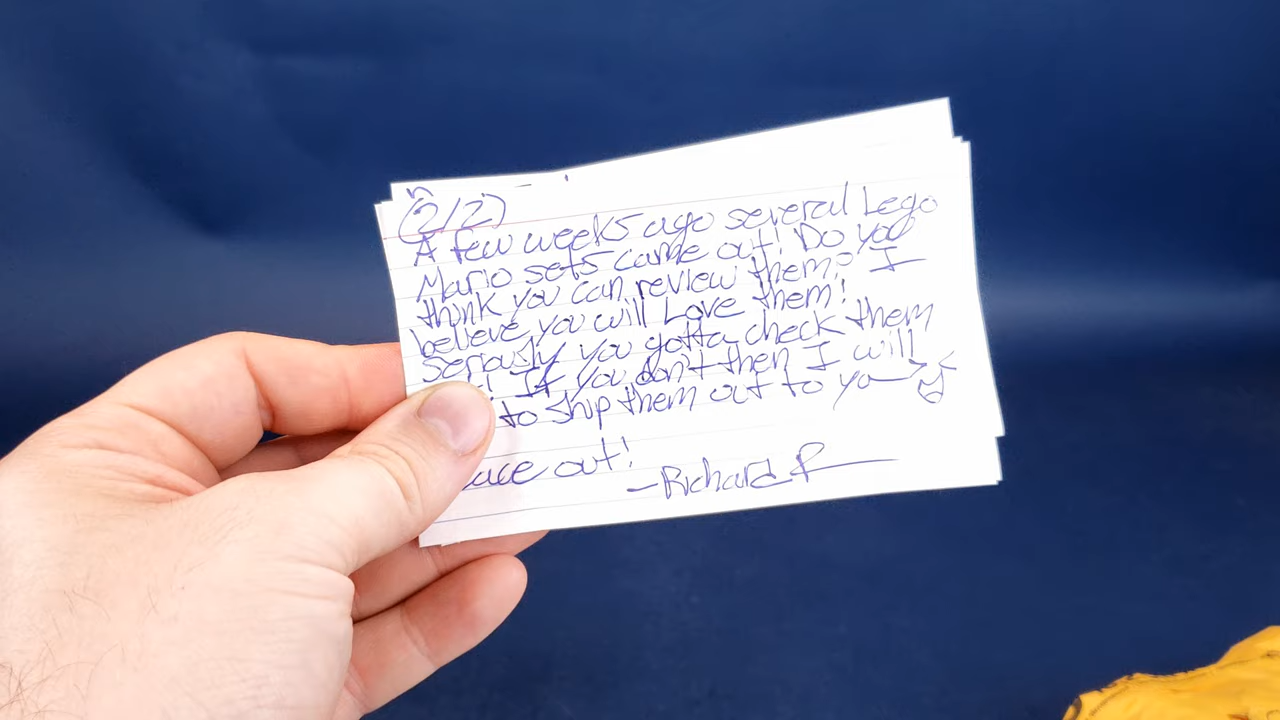 (2/2)
A few weeks ago several Lego
Mario sets came out! Do you
think you can review them? I
believe you will Love them!
Seriously you gotta check them
! If you don't then I will
to ship them out to ya
out!
-Richard R